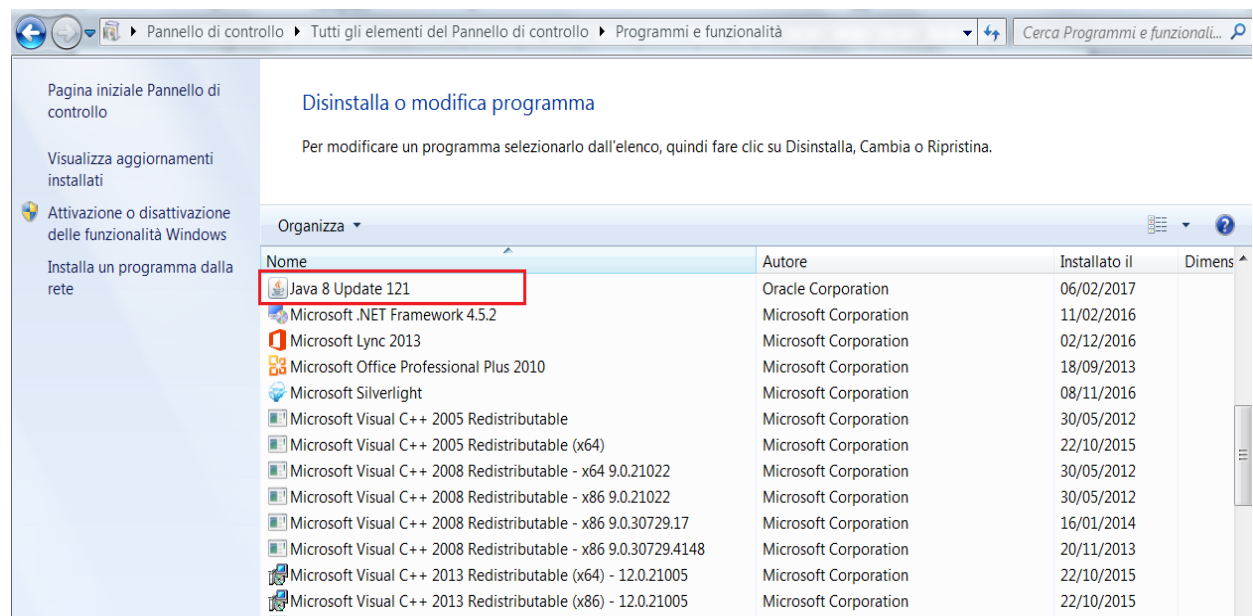 Pannello di controllo Tutti gli elementi del Pannello di controllo Programmi e funzionalità Cerca Programmi e funzionali...
Pagina iniziale Pannello di
controllo
Visualizza aggiornamenti
installati
Attivazione o disattivazione
delle funzionalità Windows
Installa un programma dalla
rete
Disinstalla o modifica programma
Per modificare un programma selezionarlo dall'elenco, quindi fare clic su Disinstalla, Cambia o Ripristina.
Organizza
Nome Autore Installato il Dimens
Java 8 Update 121 Oracle Corporation 06/02/2017
Microsoft .NET Framework 4.5.2 Microsoft Corporation 11/02/2016
Microsoft Lync 2013 Microsoft Corporation 02/12/2016
Microsoft Office Professional Plus 2010 Microsoft Corporation 18/09/2013
Microsoft Silverlight Microsoft Corporation 08/11/2016
Microsoft Visual C++ 2005 Redistributable Microsoft Corporation 30/05/2012
Microsoft Visual C++ 2005 Redistributable (x64) Microsoft Corporation 22/10/2015
Microsoft Visual C++ 2008 Redistributable - x64 9.0.21022 Microsoft Corporation 30/05/2012
Microsoft Visual C++ 2008 Redistributable - x86 9.0.21022 Microsoft Corporation 30/05/2012
Microsoft Visual C++ 2008 Redistributable - x86 9.0.30729.17 Microsoft Corporation 16/01/2014
Microsoft Visual C++ 2008 Redistributable - x86 9.0.30729.4148 Microsoft Corporation 20/11/2013
Microsoft Visual C++ 2013 Redistributable (x64) - 12.0.21005 Microsoft Corporation 22/10/2015
Microsoft Visual C++ 2013 Redistributable (x86) - 12.0.21005 Microsoft Corporation 22/10/2015